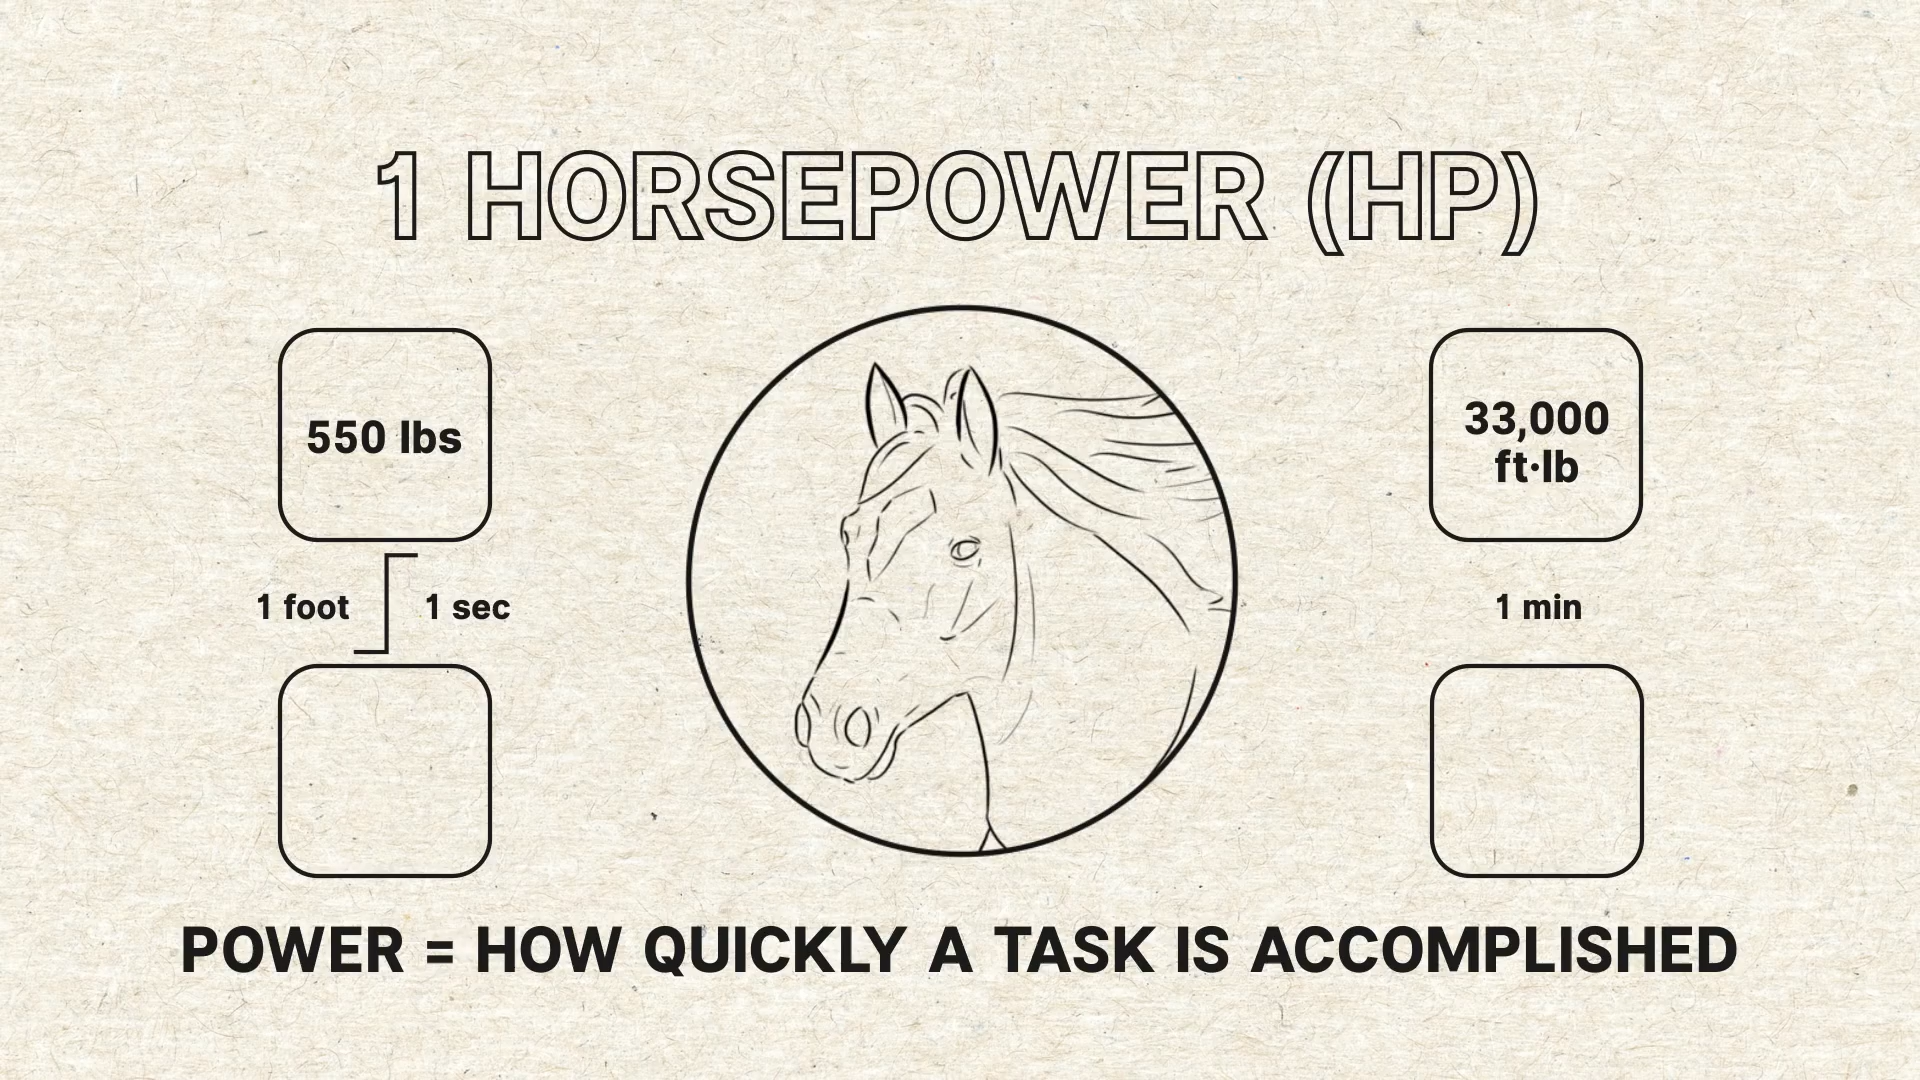 1 HORSEPOWER (HP)
550 lbs
1 foot
1 sec
33,000
ft·lb
1 min
POWER = HOW QUICKLY A TASK IS ACCOMPLISHED